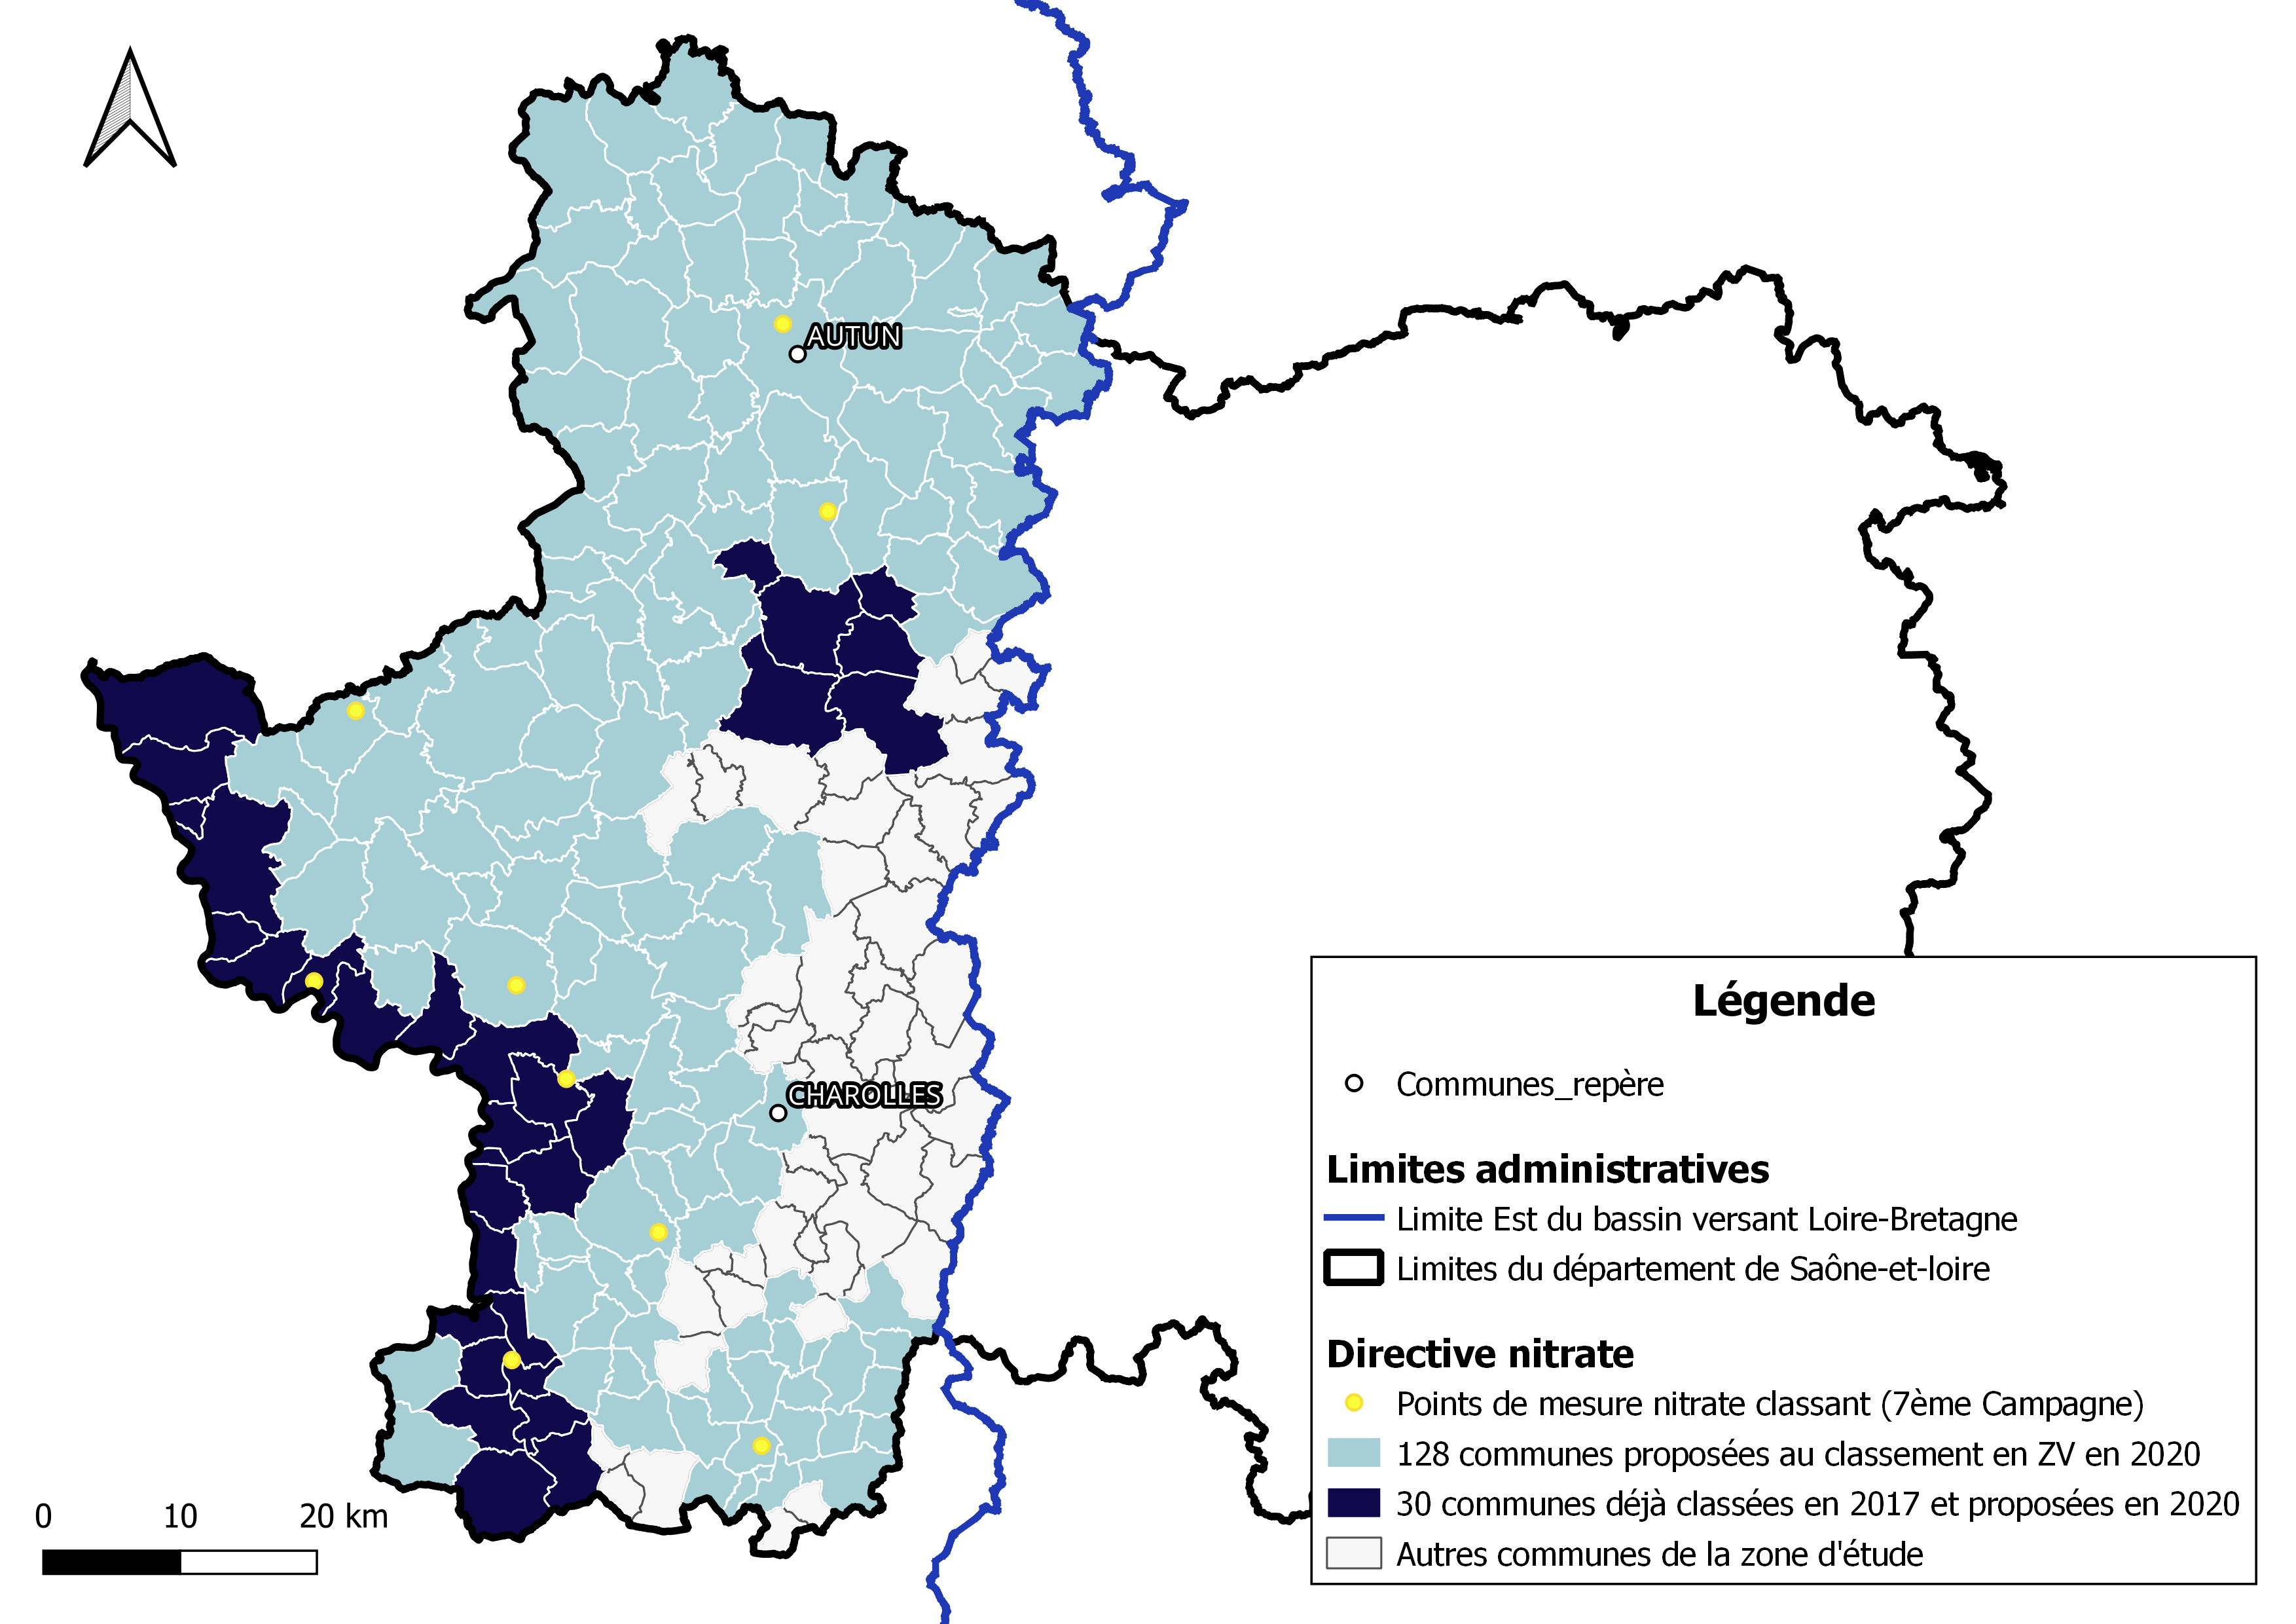 AUTUN
CHAROLLES
Légende
Communes_repère
Limites administratives
Limite Est du bassin versant Loire-Bretagne
Limites du département de Saône-et-loire
Directive nitrate
Points de mesure nitrate classant (7ème Campagne)
128 communes proposées au classement en ZV en 2020
30 communes déjà classées en 2017 et proposées en 2020
Autres communes de la zone d'étude
0 10 20 km